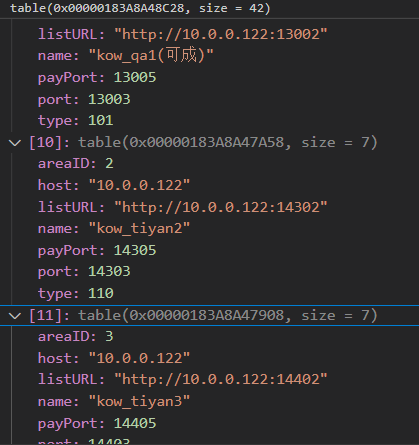 table(0x00000183A8A48C28, size = 42)
listURL: "http://10.0.0.122:13002"
name: "kow_qa1(可成)"
payPort: 13005
port: 13003
type: 101
[10]: table(0x00000183A8A47A58, size = 7)
areaID: 2
host: "10.0.0.122"
listURL: "http://10.0.0.122:14302"
name: "kow_tiyan2"
payPort: 14305
port: 14303
type: 110
[11]: table(0x00000183A8A47908, size = 7)
areaID: 3
host: "10.0.0.122"
listURL: "http://10.0.0.122:14402"
name: "kow_tiyan3"
payPort: 14405
port: 14403